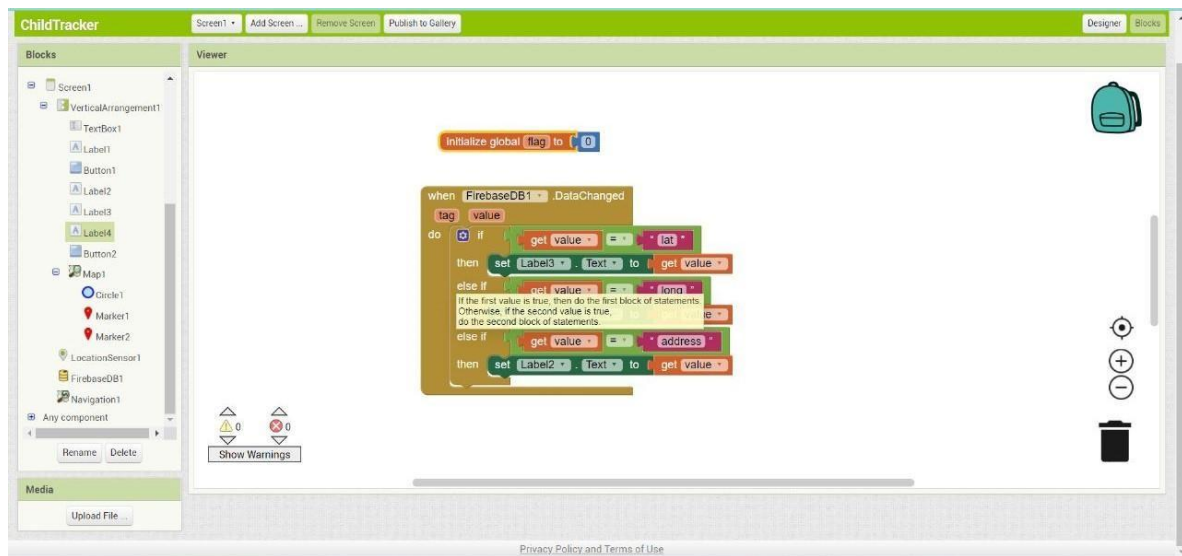 ChildTracker
Screen1
Add Screen ...
Remove Screen
Publish to Gallery
Designer
Blocks
Blocks
Viewer
Screen1
VerticalArrangement1
TextBox1
Label1
Button1
Label2
Label3
Label4
Button2
Map1
Circle1
Marker1
Marker2
LocationSensor1
FirebaseDB1
Navigation1
Any component
Rename Delete
Media
Upload File ...
Initialize global flag to 0
when FirebaseDB1 .DataChanged
tag value
do if get value = " lat "
then set Label3 . Text to get value
else if get value = " long "
If the first value is true, then do the first block of statements.
Otherwise, if the second value is true,
do the second block of statements.
get value
else if get value = " address "
then set Label2 . Text to get value
0 0
Show Warnings
Privacy Policy and Terms of Use